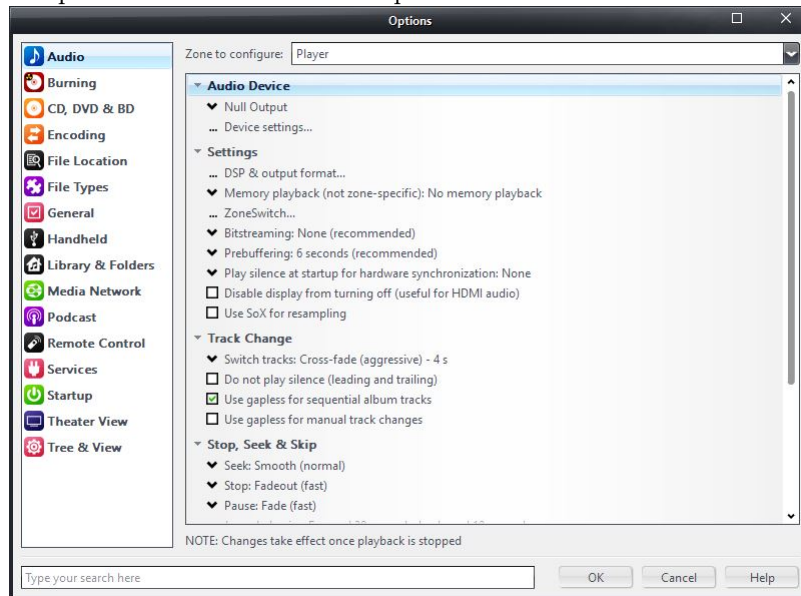 Options
Audio
Burning
CD, DVD & BD
Encoding
File Location
File Types
General
Handheld
Library & Folders
Media Network
Podcast
Remote Control
Services
Startup
Theater View
Tree & View
Zone to configure: Player
Audio Device
Null Output
... Device settings...
Settings
... DSP & output format...
Memory playback (not zone-specific): No memory playback
... ZoneSwitch...
Bitstreaming: None (recommended)
Prebuffering: 6 seconds (recommended)
Play silence at startup for hardware synchronization: None
Disable display from turning off (useful for HDMI audio)
Use SoX for resampling
Track Change
Switch tracks: Cross-fade (aggressive) - 4 s
Do not play silence (leading and trailing)
Use gapless for sequential album tracks
Use gapless for manual track changes
Stop, Seek & Skip
Seek: Smooth (normal)
Stop: Fadeout (fast)
Pause: Fade (fast)
NOTE: Changes take effect once playback is stopped
Type your search here
OK Cancel Help